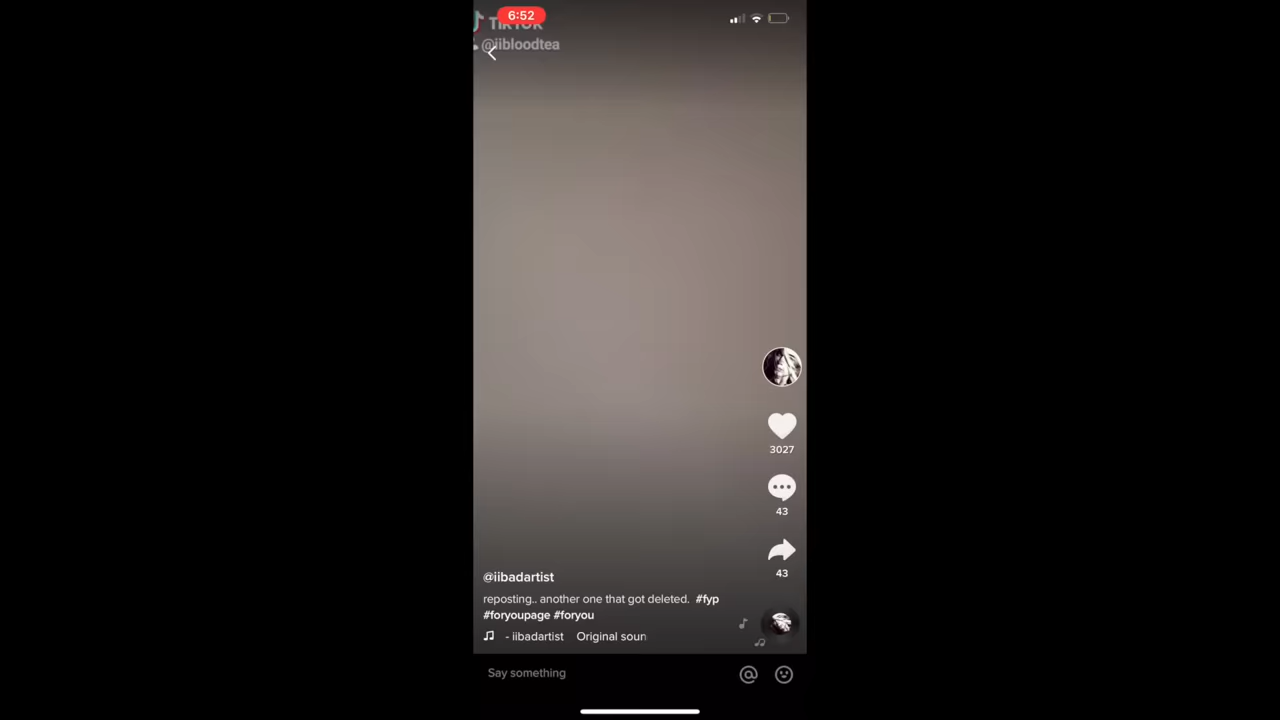 6:52
TikTok
@iibloodtea
3027
43
43
@iibadartist
reposting.. another one that got deleted. #fyp
#foryoupage #foryou
- iibadartist Original soun
Say something